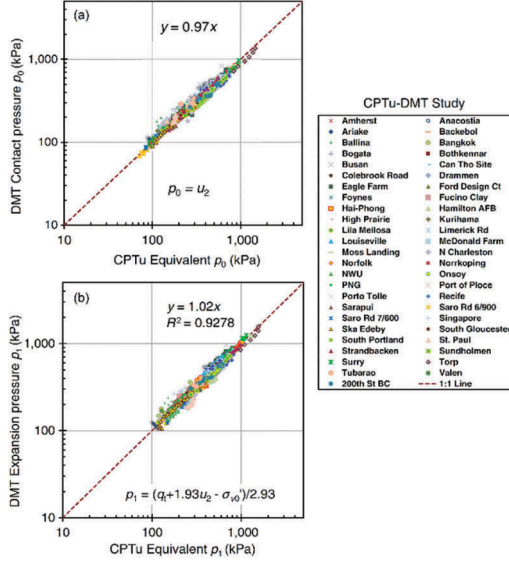 (a)
y = 0.97x
1,000
100
10
DMT Contact pressure p₀ (kPa)
p₀ = u₂
10 100 1,000
CPTu Equivalent p₀ (kPa)
(b)
y = 1.02x
R² = 0.9278
1,000
100
10
DMT Expansion pressure p₁ (kPa)
p₁ = (qₜ+1.93u₂ - σᵥ₀')/2.93
10 100 1,000
CPTu Equivalent p₁ (kPa)
CPTu-DMT Study
Amherst Anacostia
Ariake Backebol
Ballina Bangkok
Bogata Bothkennar
Busan Can Tho Site
Colebrook Road Drammen
Eagle Farm Ford Design Ct
Foynes Fucino Clay
Hai-Phong Hamilton AFB
High Prairie Kurihama
Lila Mellosa Limerick Rd
Louiseville McDonald Farm
Moss Landing N Charleston
Norfolk Norrkoping
NWU Onsoy
PNG Port of Ploce
Porto Tolle Recife
Sarapui Saro Rd 6/900
Saro Rd 7/600 Singapore
Ska Edeby South Gloucester
South Portland St. Paul
Strandbacken Sundholmen
Surry Torp
Tubarao Valen
200th St BC 1:1 Line